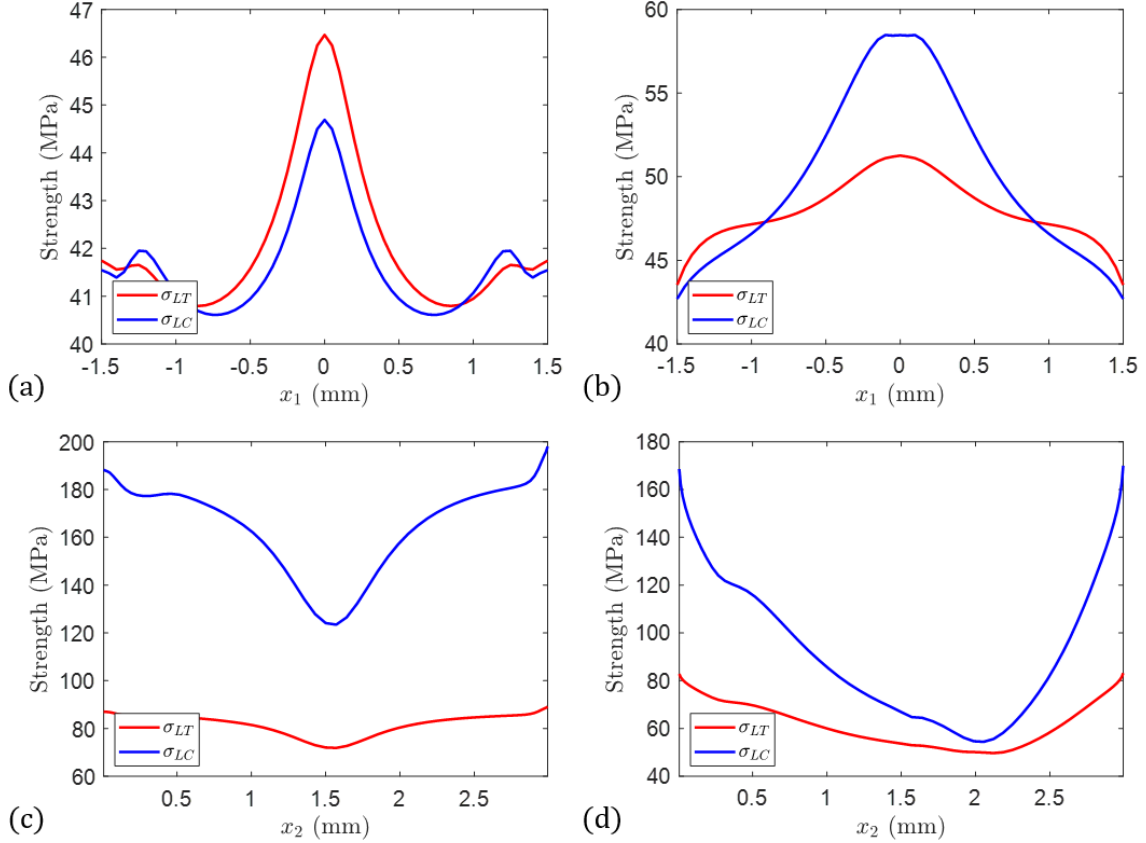 47
46
45
44
43
42
41
40
Strength (MPa)
-1.5
-1
-0.5
0
0.5
1
1.5
x₁ (mm)
σ_LT
σ_LC
(a)
60
55
50
45
40
Strength (MPa)
-1.5
-1
-0.5
0
0.5
1
1.5
x₁ (mm)
σ_LT
σ_LC
(b)
200
180
160
140
120
100
80
60
Strength (MPa)
0.5
1
1.5
2
2.5
x₂ (mm)
σ_LT
σ_LC
(c)
180
160
140
120
100
80
60
40
Strength (MPa)
0.5
1
1.5
2
2.5
x₂ (mm)
σ_LT
σ_LC
(d)